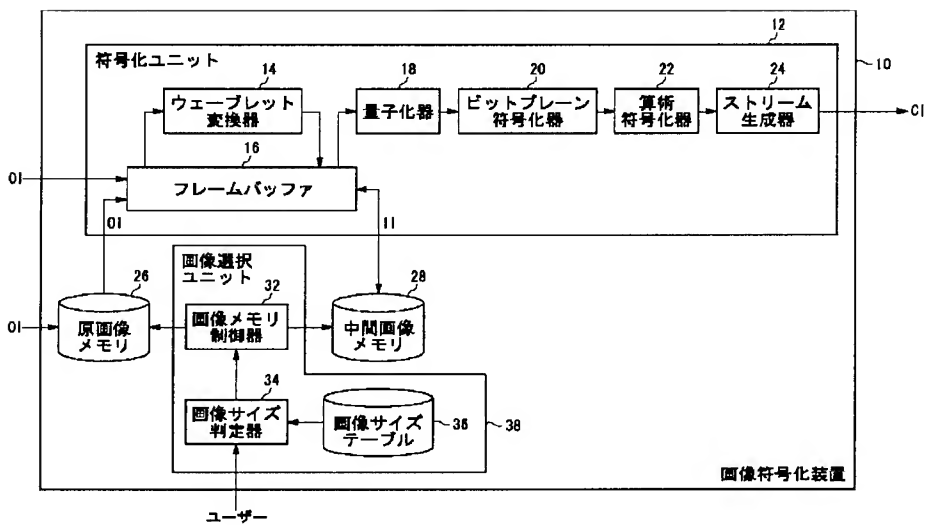 12
符号化ユニット
10
14
18
20
22
24
ウェーブレット
変換器
量子化器
ビットプレーン
符号化器
算術
符号化器
ストリーム
生成器
CI
16
OI
フレームバッファ
OI
II
画像選択
ユニット
26
32
28
OI
原画像
メモリ
画像メモリ
制御器
中間画像
メモリ
34
画像サイズ
判定器
画像サイズ
テーブル
36
38
画像符号化装置
ユーザー